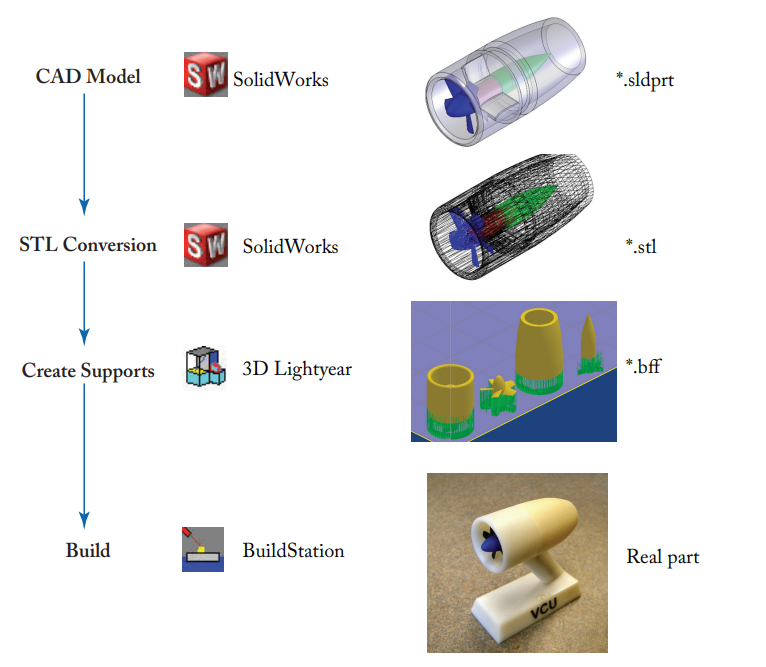 CAD Model
SW SolidWorks
*.sldprt
STL Conversion
SW SolidWorks
*.stl
Create Supports
3D Lightyear
*.bff
Build
BuildStation
VCU
Real part